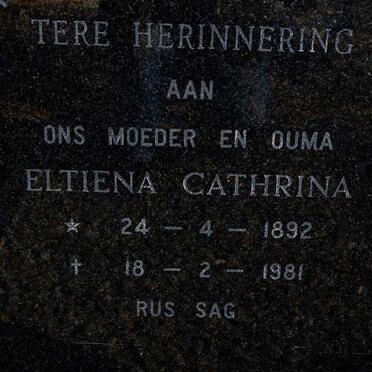 TERE HERINNERING
AAN
ONS MOEDER EN OUMA
ELTIENA CATHRINA
* 24 - 4 - 1892
† 18 - 2 - 1981
RUS SAG